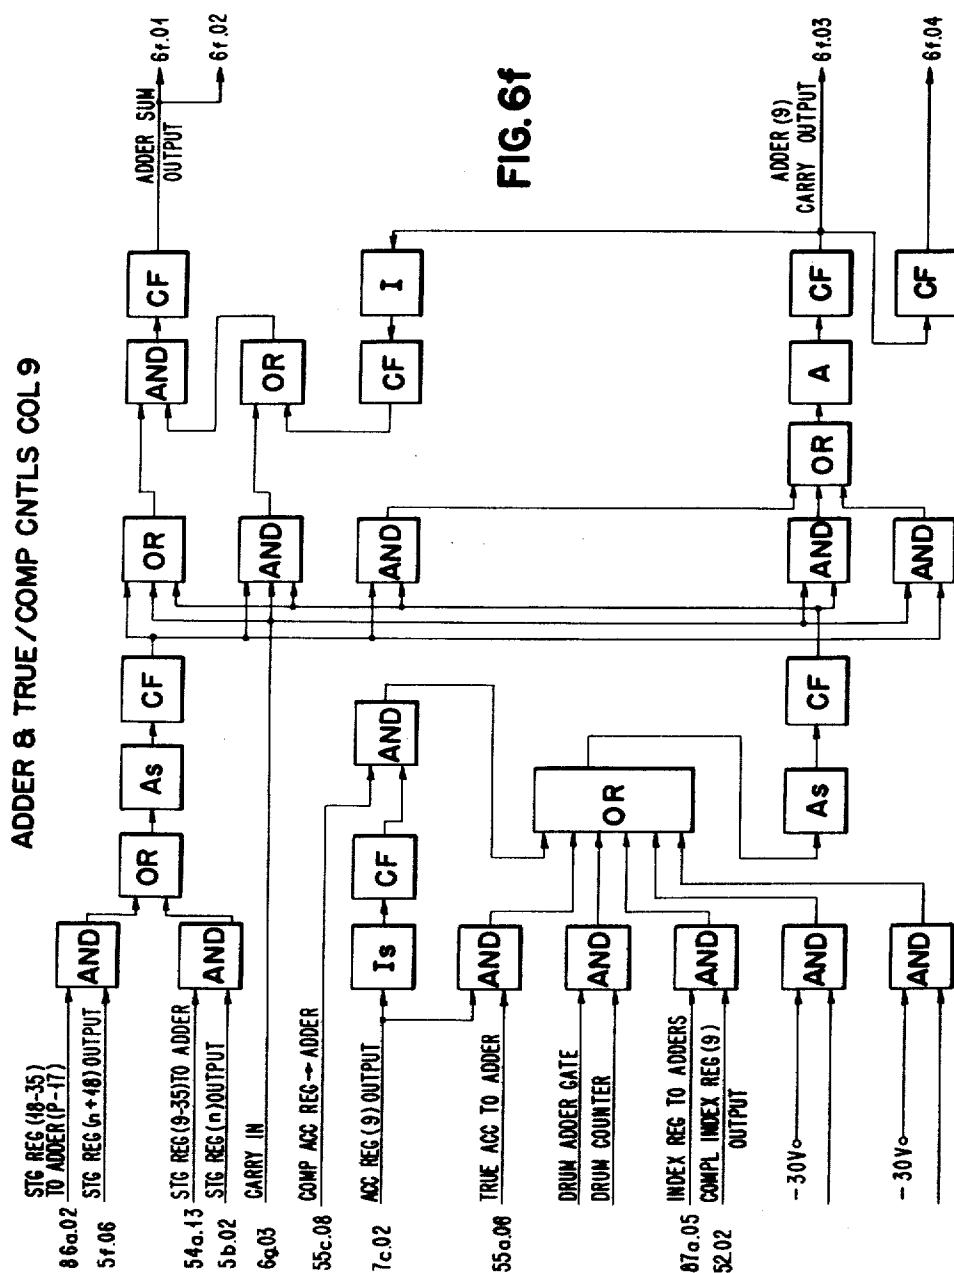 ADDER & TRUE/COMP CNTLS COL 9
FIG. 6f
STG REG (18-35)
TO ADDER (P-17)
86a.02
STG REG (n+18) OUTPUT
5f.06
STG REG (9-35) TO ADDER
54a.13
STG REG (n) OUTPUT
5b.02
CARRY IN
6g.03
COMP ACC REG→ADDER
55c.08
ACC REG (9) OUTPUT
7c.02
TRUE ACC TO ADDER
55a.08
DRUM ADDER GATE
DRUM COUNTER
INDEX REG TO ADDERS
87a.05
COMPL INDEX REG (9)
OUTPUT
52.02
-30V
-30V
AND
AND
OR
As
CF
OR
AND
AND
OR
CF
ADDER SUM
OUTPUT
6f.01
6f.02
Is
CF
AND
AND
AND
AND
AND
AND
OR
As
CF
AND
AND
AND
OR
A
CF
I
CF
CF
ADDER (9)
CARRY OUTPUT
6f.03
6f.04